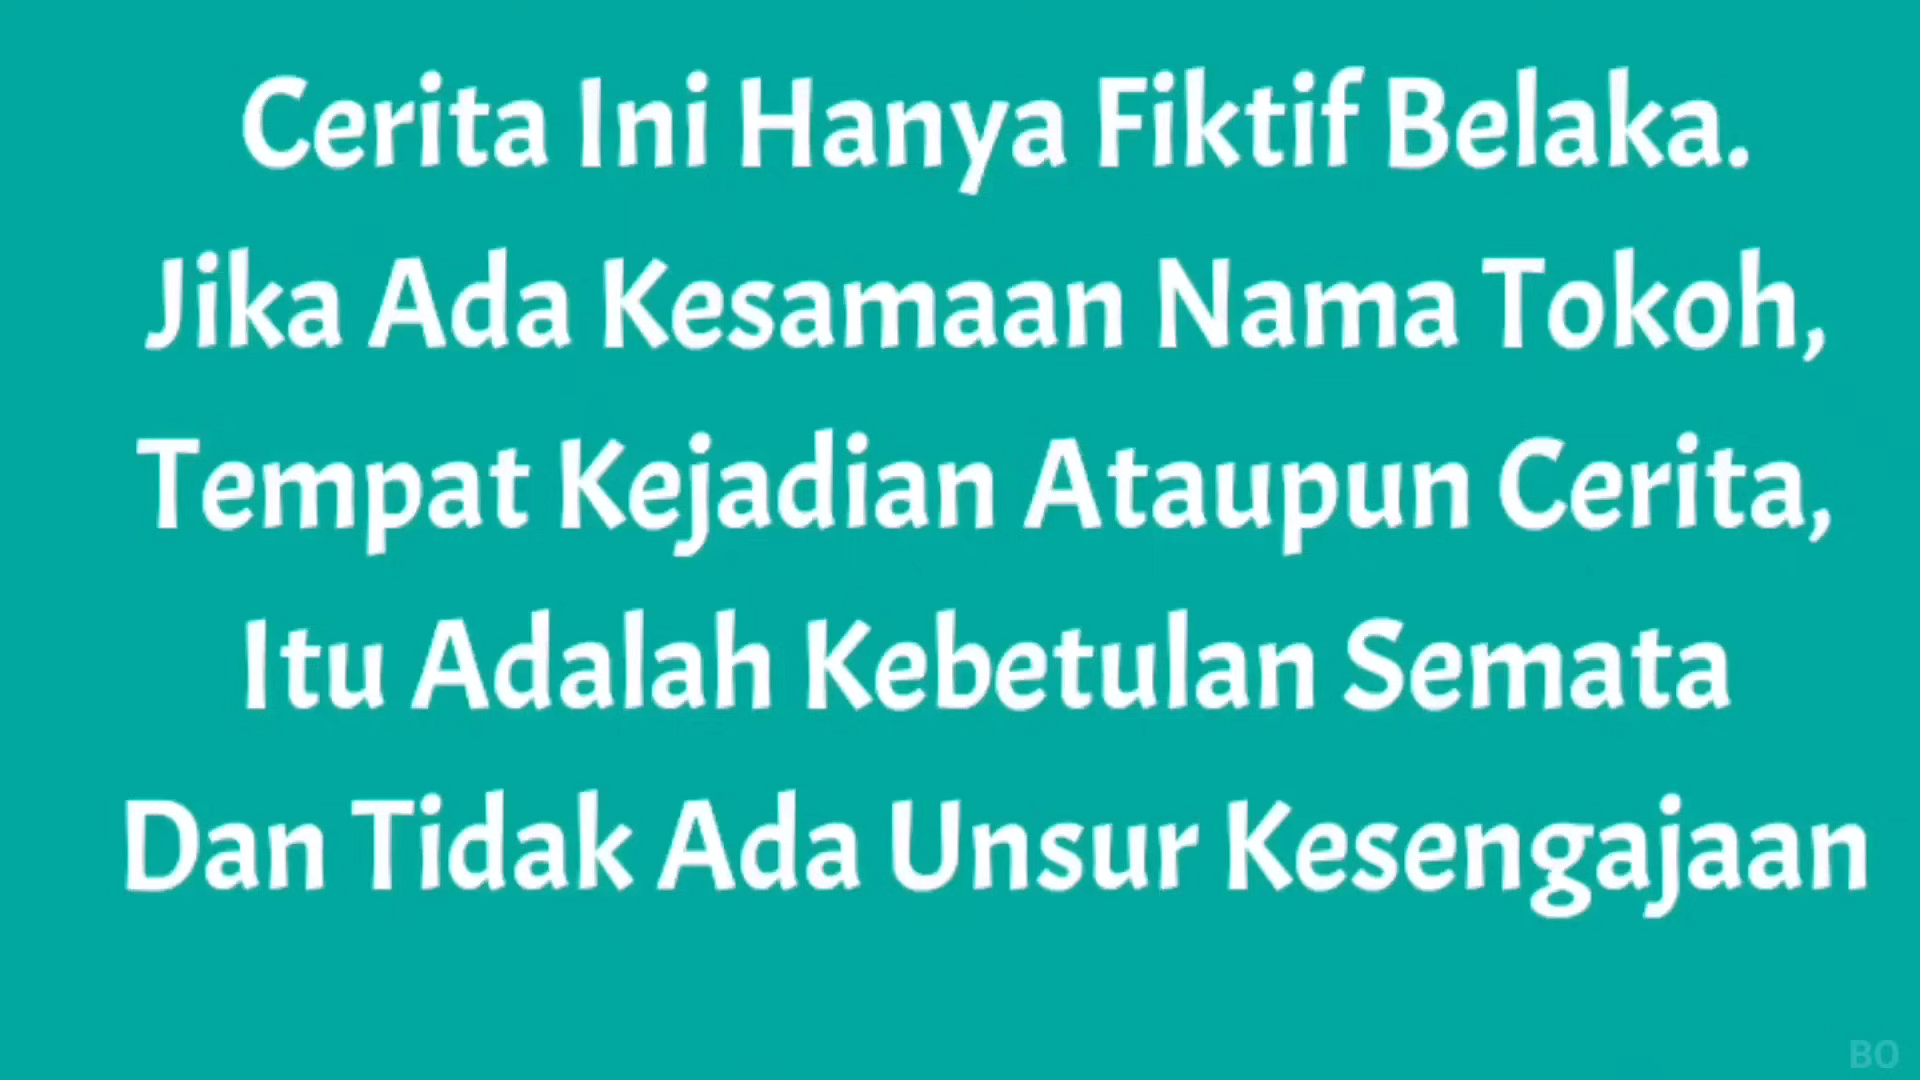 Cerita Ini Hanya Fiktif Belaka.
Jika Ada Kesamaan Nama Tokoh,
Tempat Kejadian Ataupun Cerita,
Itu Adalah Kebetulan Semata
Dan Tidak Ada Unsur Kesengajaan
BO